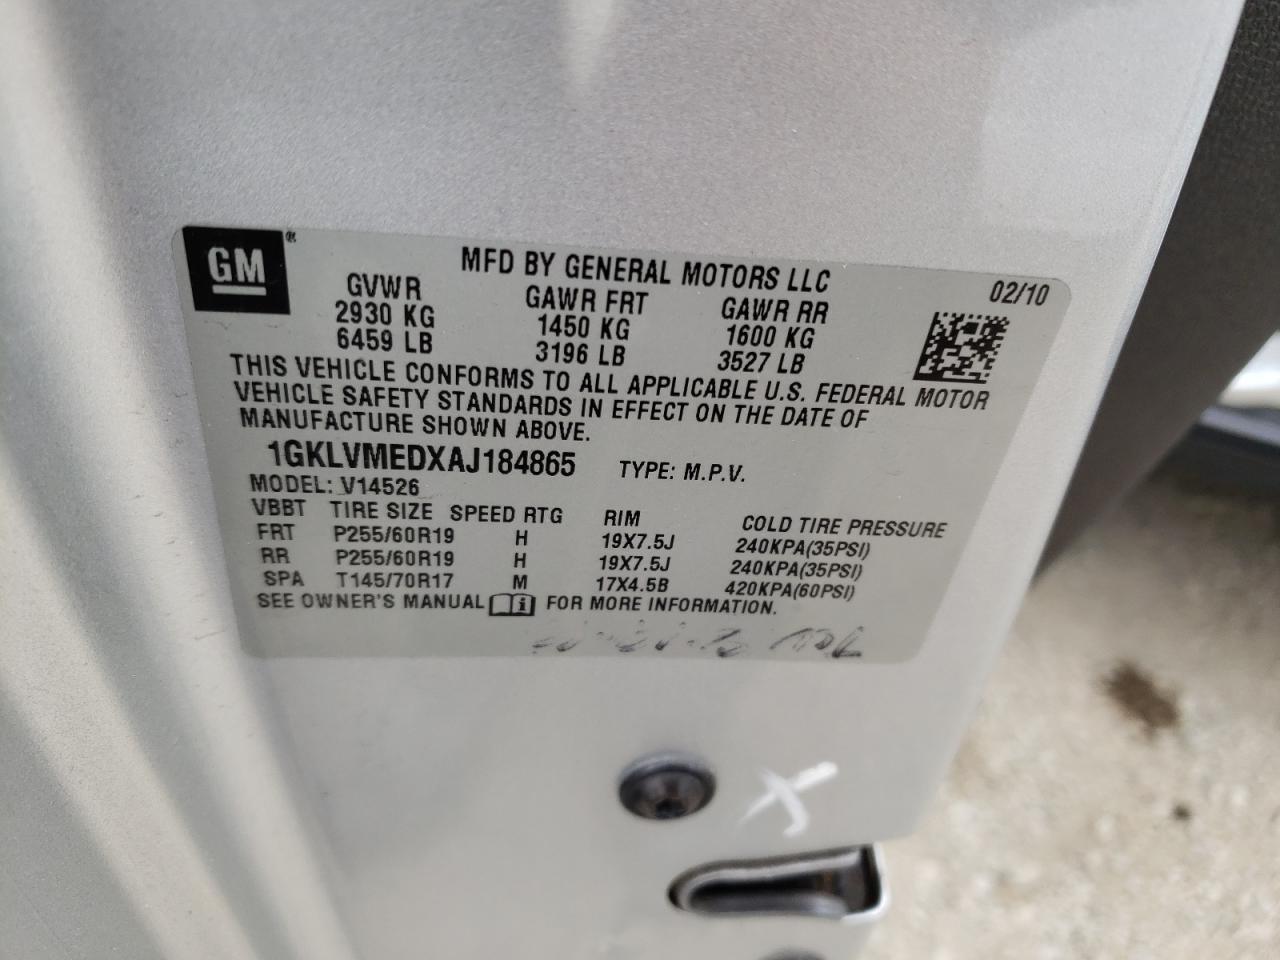 GM®
MFD BY GENERAL MOTORS LLC 02/10
GVWR GAWR FRT GAWR RR
2930 KG 1450 KG 1600 KG
6459 LB 3196 LB 3527 LB
THIS VEHICLE CONFORMS TO ALL APPLICABLE U.S. FEDERAL MOTOR
VEHICLE SAFETY STANDARDS IN EFFECT ON THE DATE OF
MANUFACTURE SHOWN ABOVE.
1GKLVMEDXAJ184865 TYPE: M.P.V.
MODEL: V14526
VBBT TIRE SIZE SPEED RTG RIM COLD TIRE PRESSURE
FRT P255/60R19 H 19X7.5J 240KPA(35PSI)
RR P255/60R19 H 19X7.5J 240KPA(35PSI)
SPA T145/70R17 M 17X4.5B 420KPA(60PSI)
SEE OWNER'S MANUAL i FOR MORE INFORMATION.
X